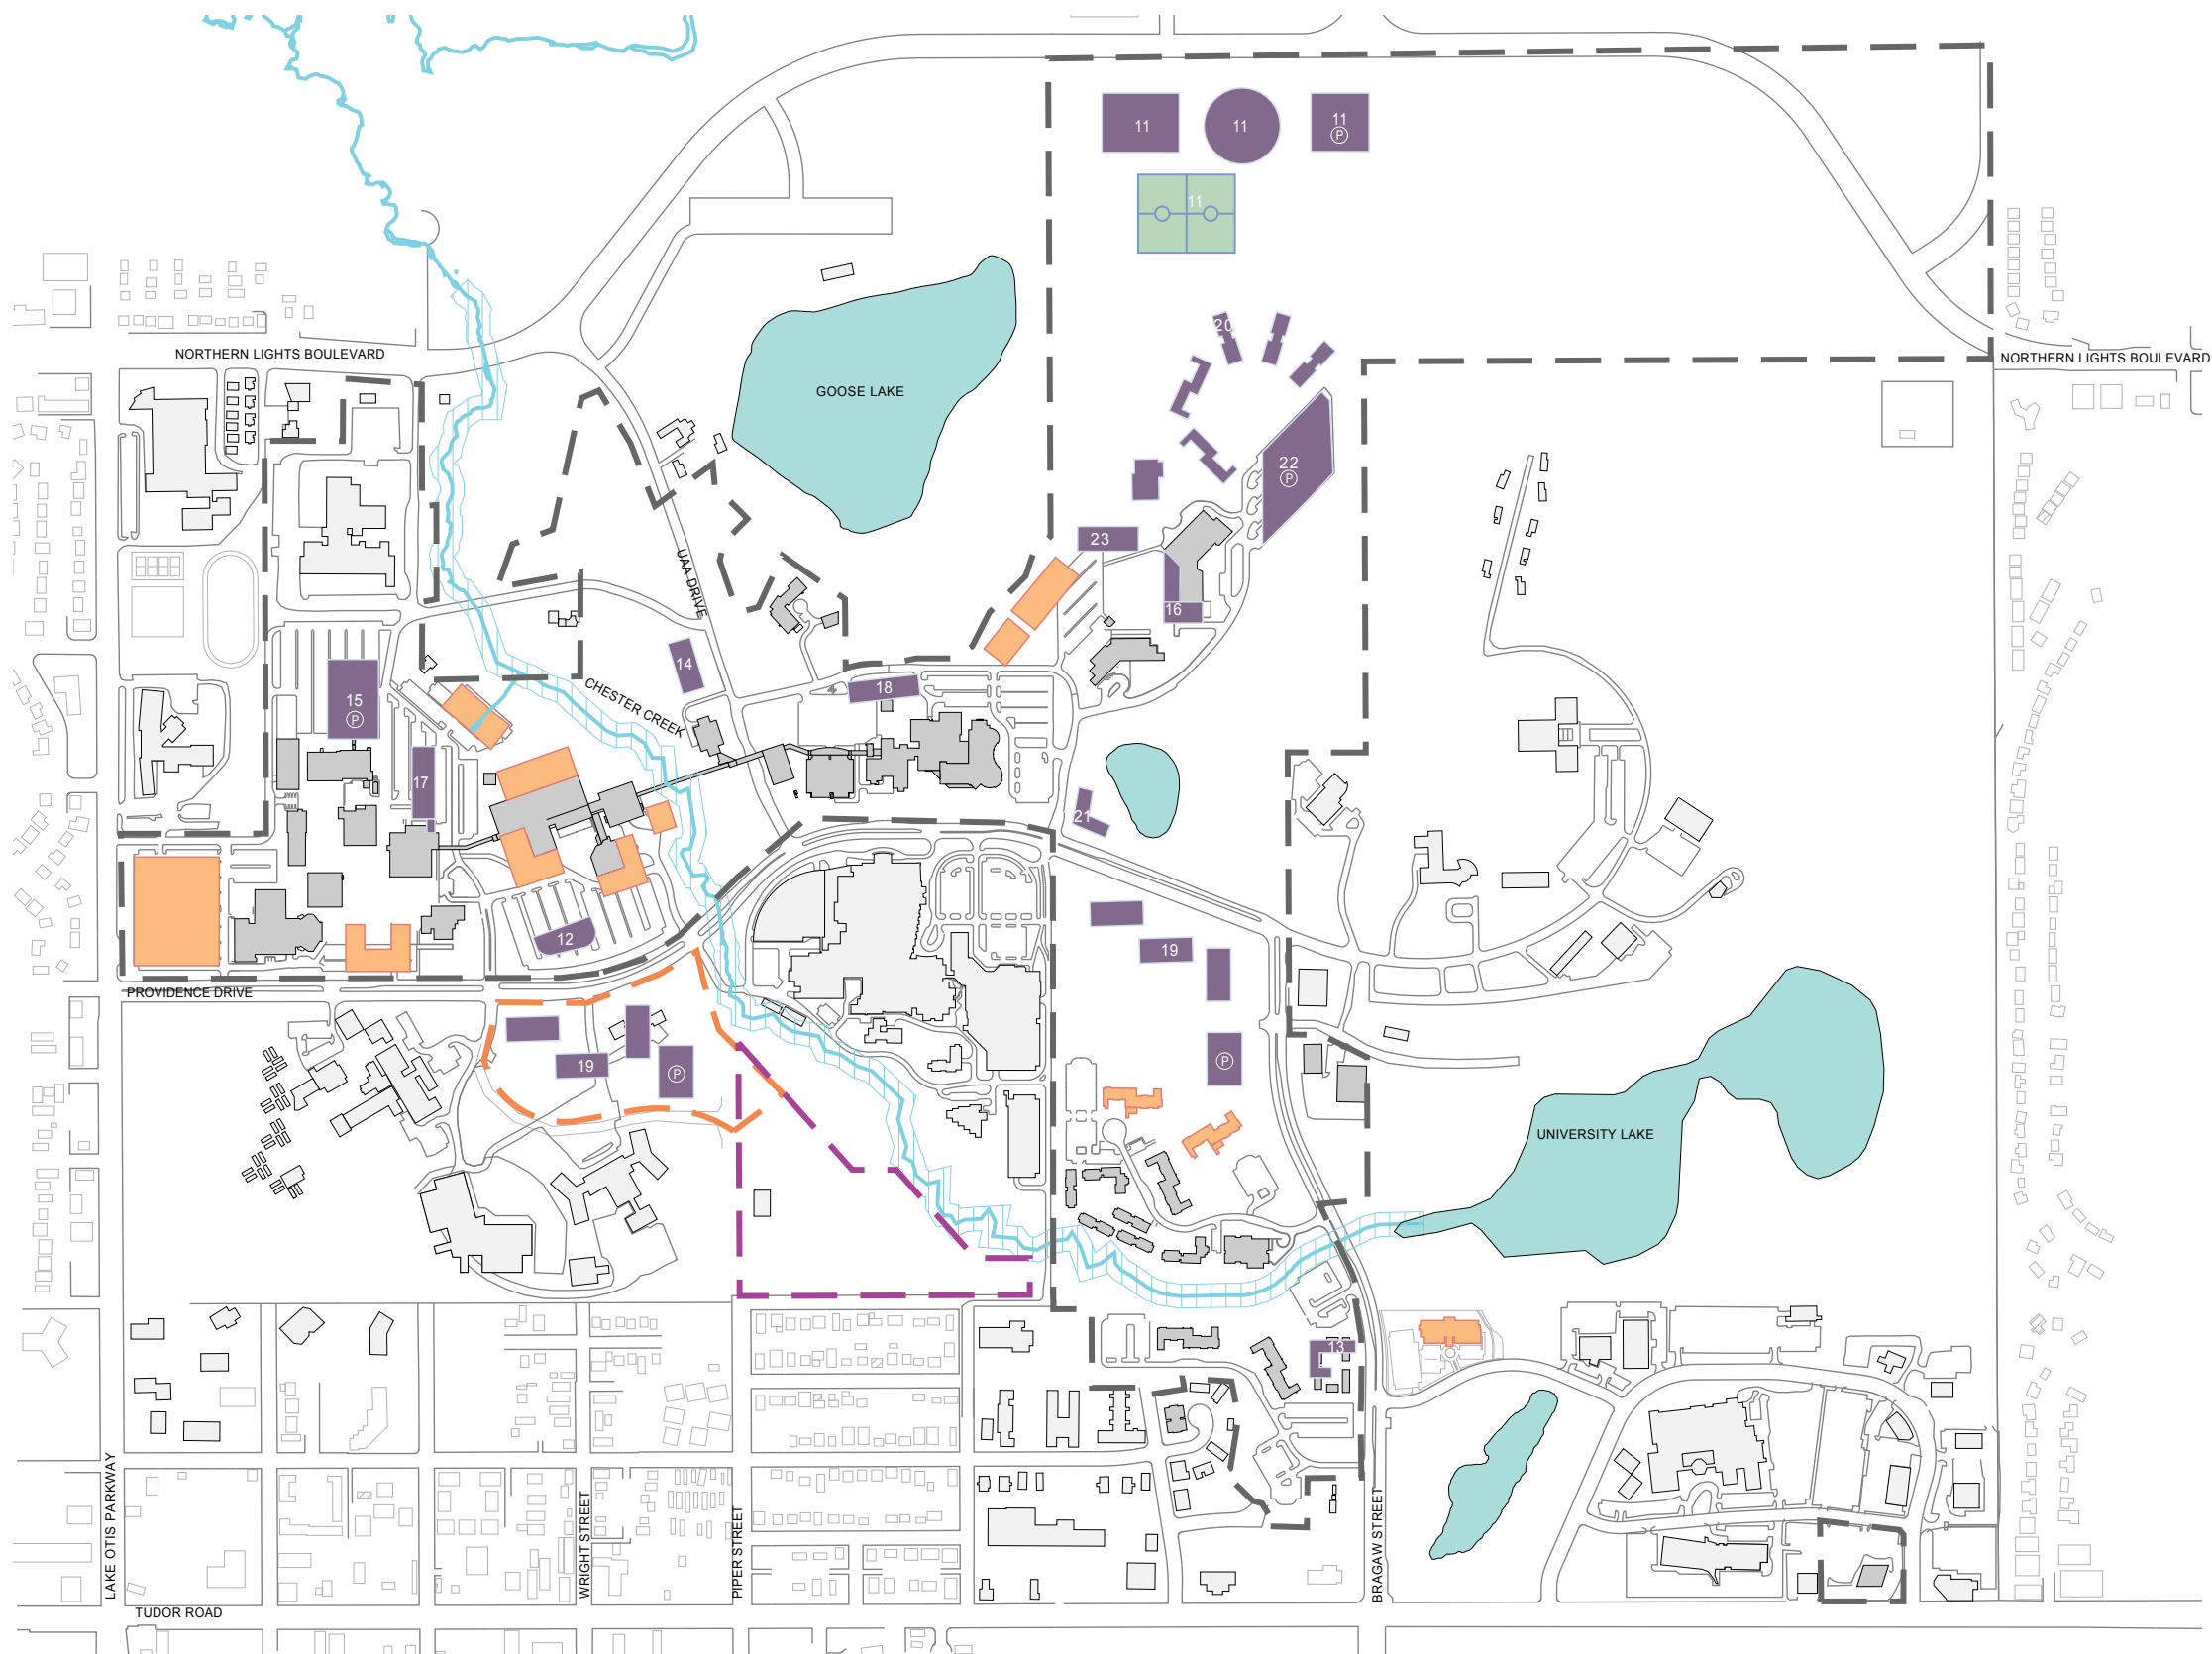 11
11
11
P
11
20
NORTHERN LIGHTS BOULEVARD
NORTHERN LIGHTS BOULEVARD
GOOSE LAKE
22
P
23
UAA DRIVE
16
14
18
CHESTER CREEK
15
P
17
21
12
19
PROVIDENCE DRIVE
19
P
P
UNIVERSITY LAKE
13
LAKE OTIS PARKWAY
WRIGHT STREET
PIPER STREET
BRAGAW STREET
TUDOR ROAD